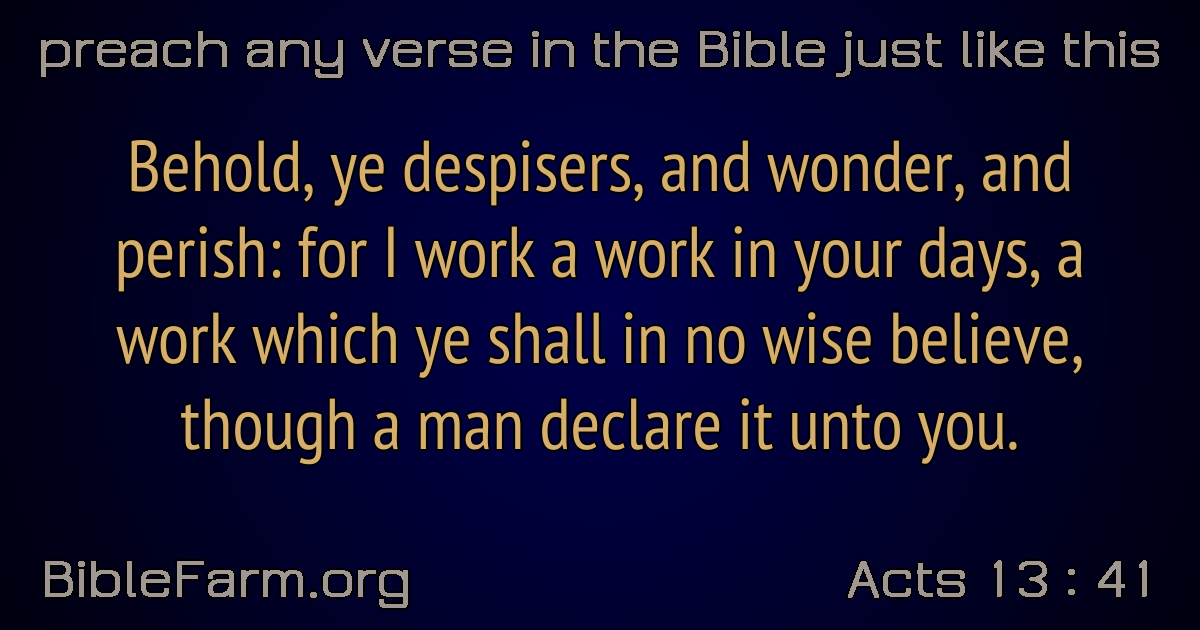 preach any verse in the Bible just like this
Behold, ye despisers, and wonder, and
perish: for I work a work in your days, a
work which ye shall in no wise believe,
though a man declare it unto you.
BibleFarm.org
Acts 13 : 41